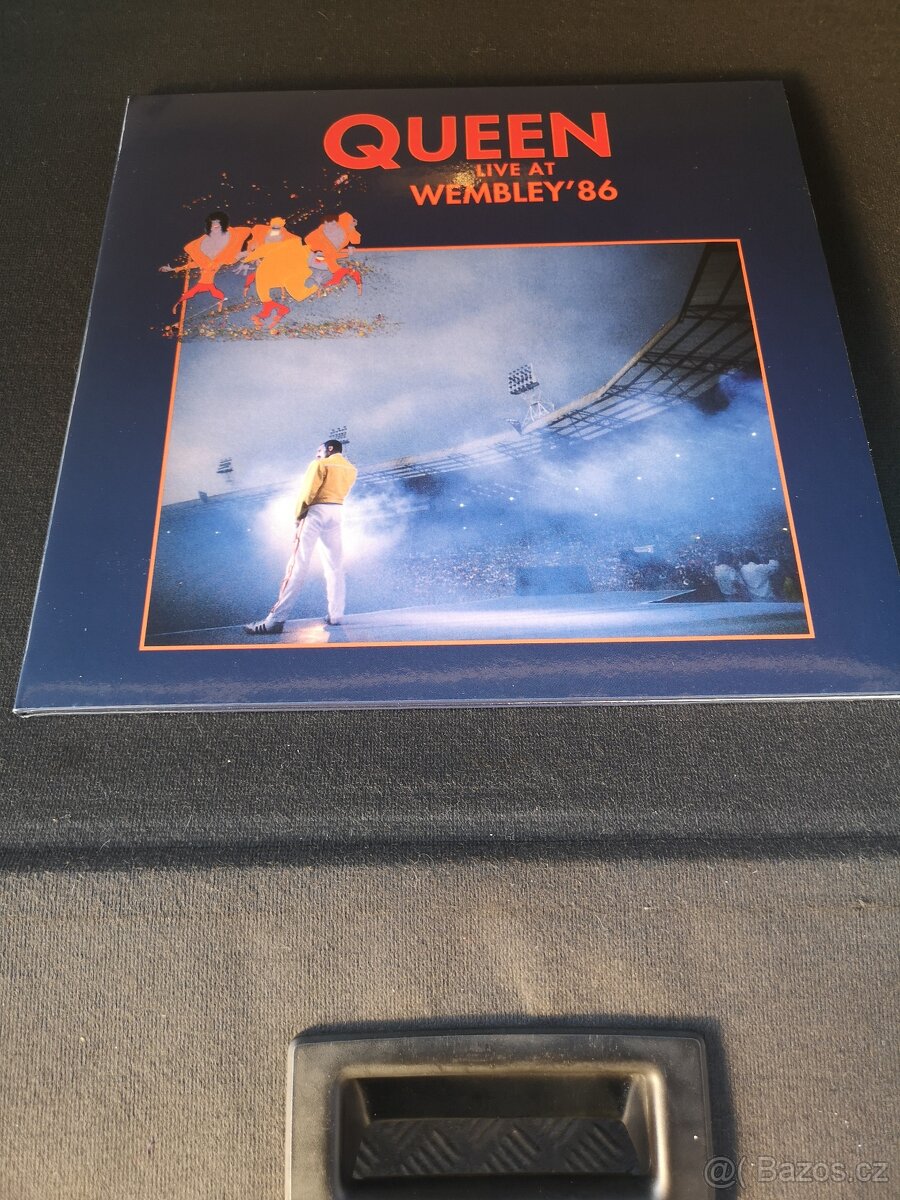 QUEEN
LIVE AT
WEMBLEY'86
@( Bazos.cz